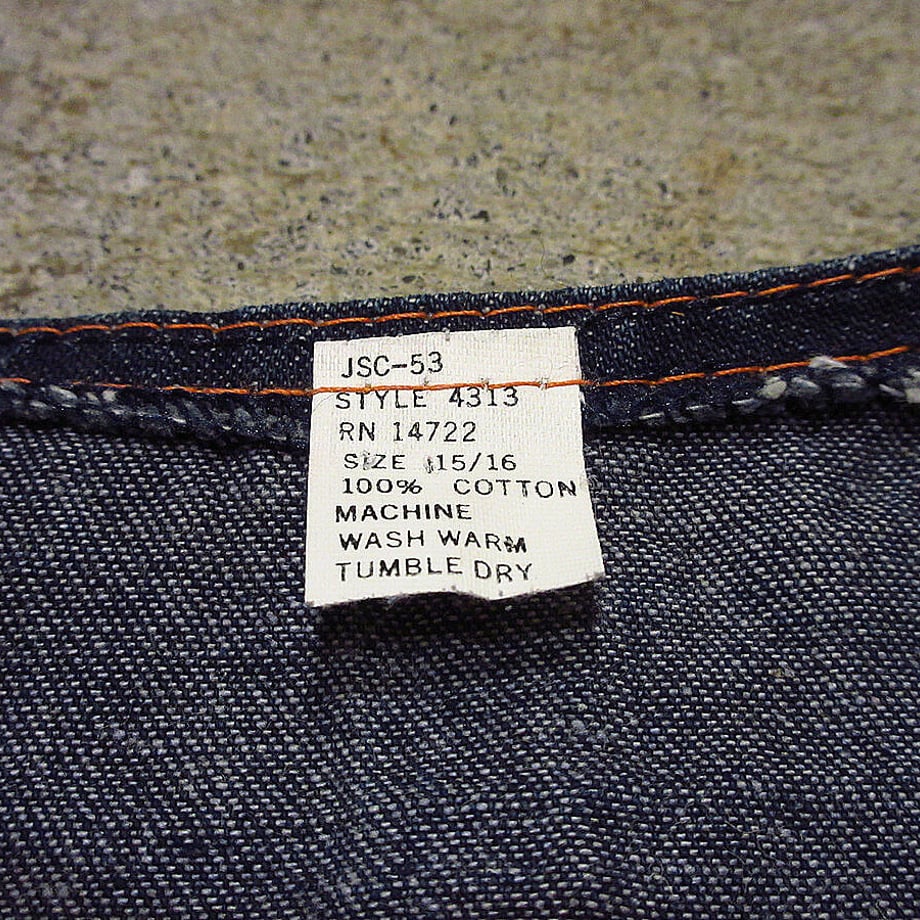 JSC-53
STYLE 4313
RN 14722
SIZE 15/16
100% COTTON
MACHINE
WASH WARM
TUMBLE DRY